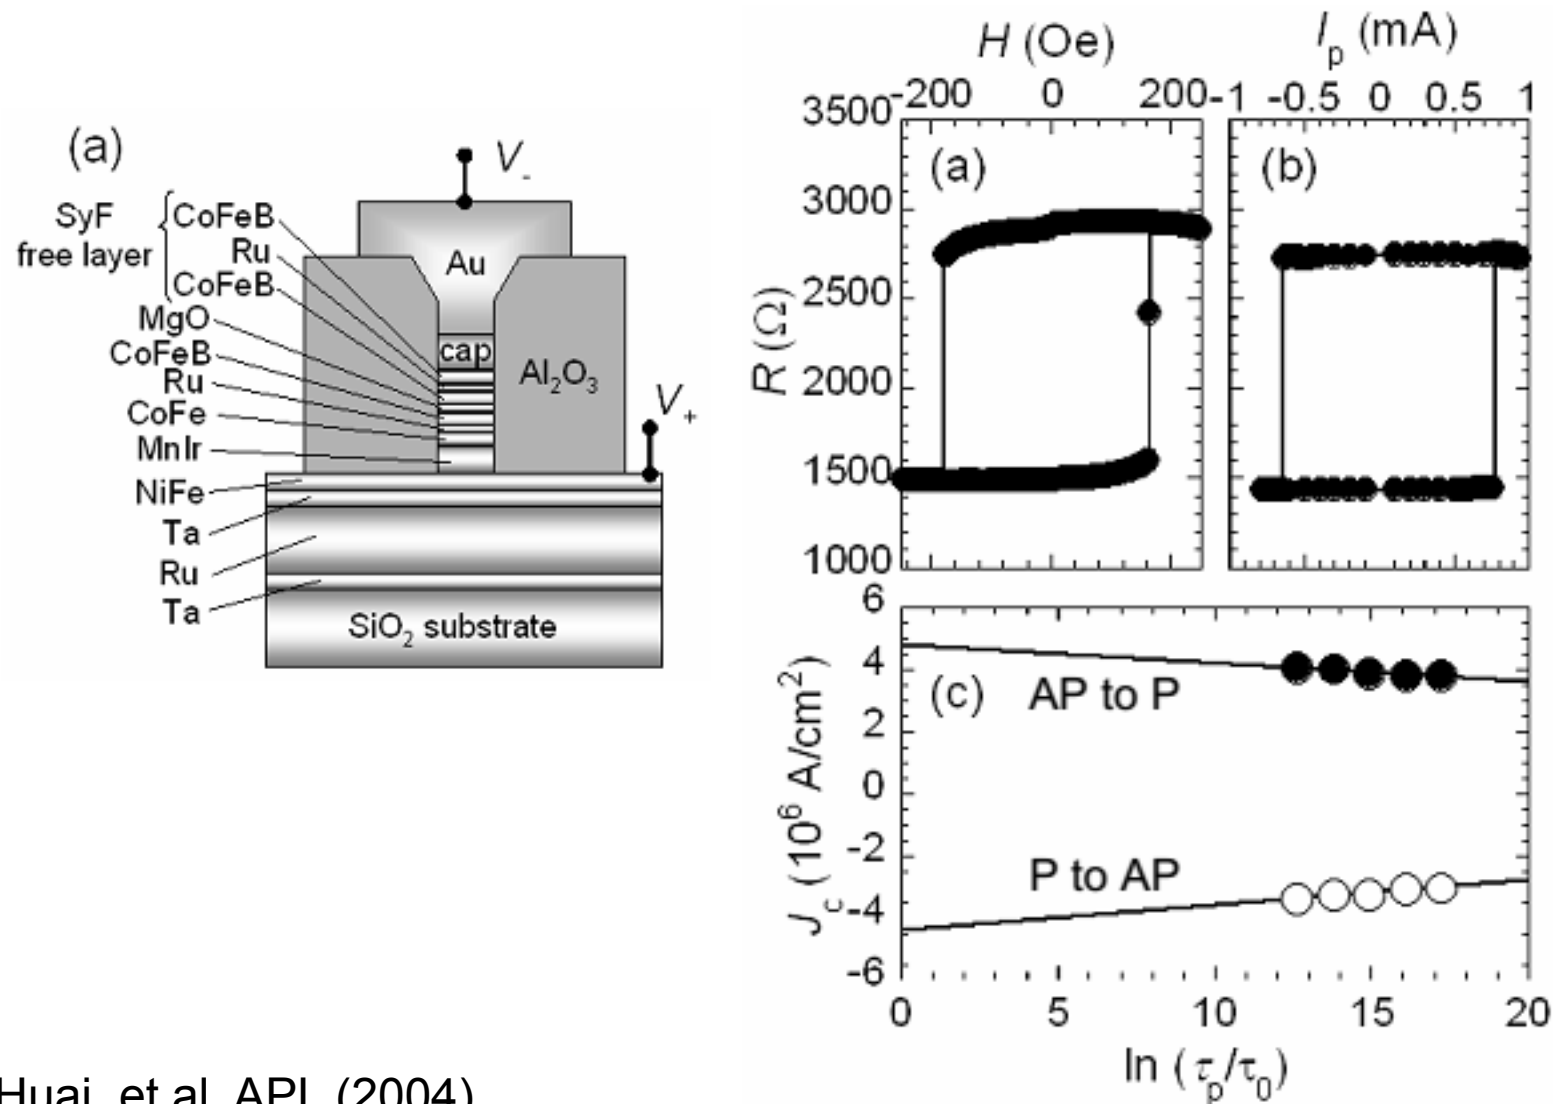 (a)
V-
SyF
free layer
CoFeB
Ru
CoFeB
MgO
CoFeB
Ru
CoFe
MnIr
NiFe
Ta
Ru
Ta
Au
cap
Al2O3
V+
SiO2 substrate
H (Oe)
-200 0 200
Ip (mA)
-1 -0.5 0 0.5 1
R (Ω)
3500
3000
2500
2000
1500
1000
(a)
(b)
Jc (10^6 A/cm^2)
6
4
2
0
-2
-4
-6
(c)
AP to P
P to AP
0 5 10 15 20
ln (τp/τ0)
et al
(2004)